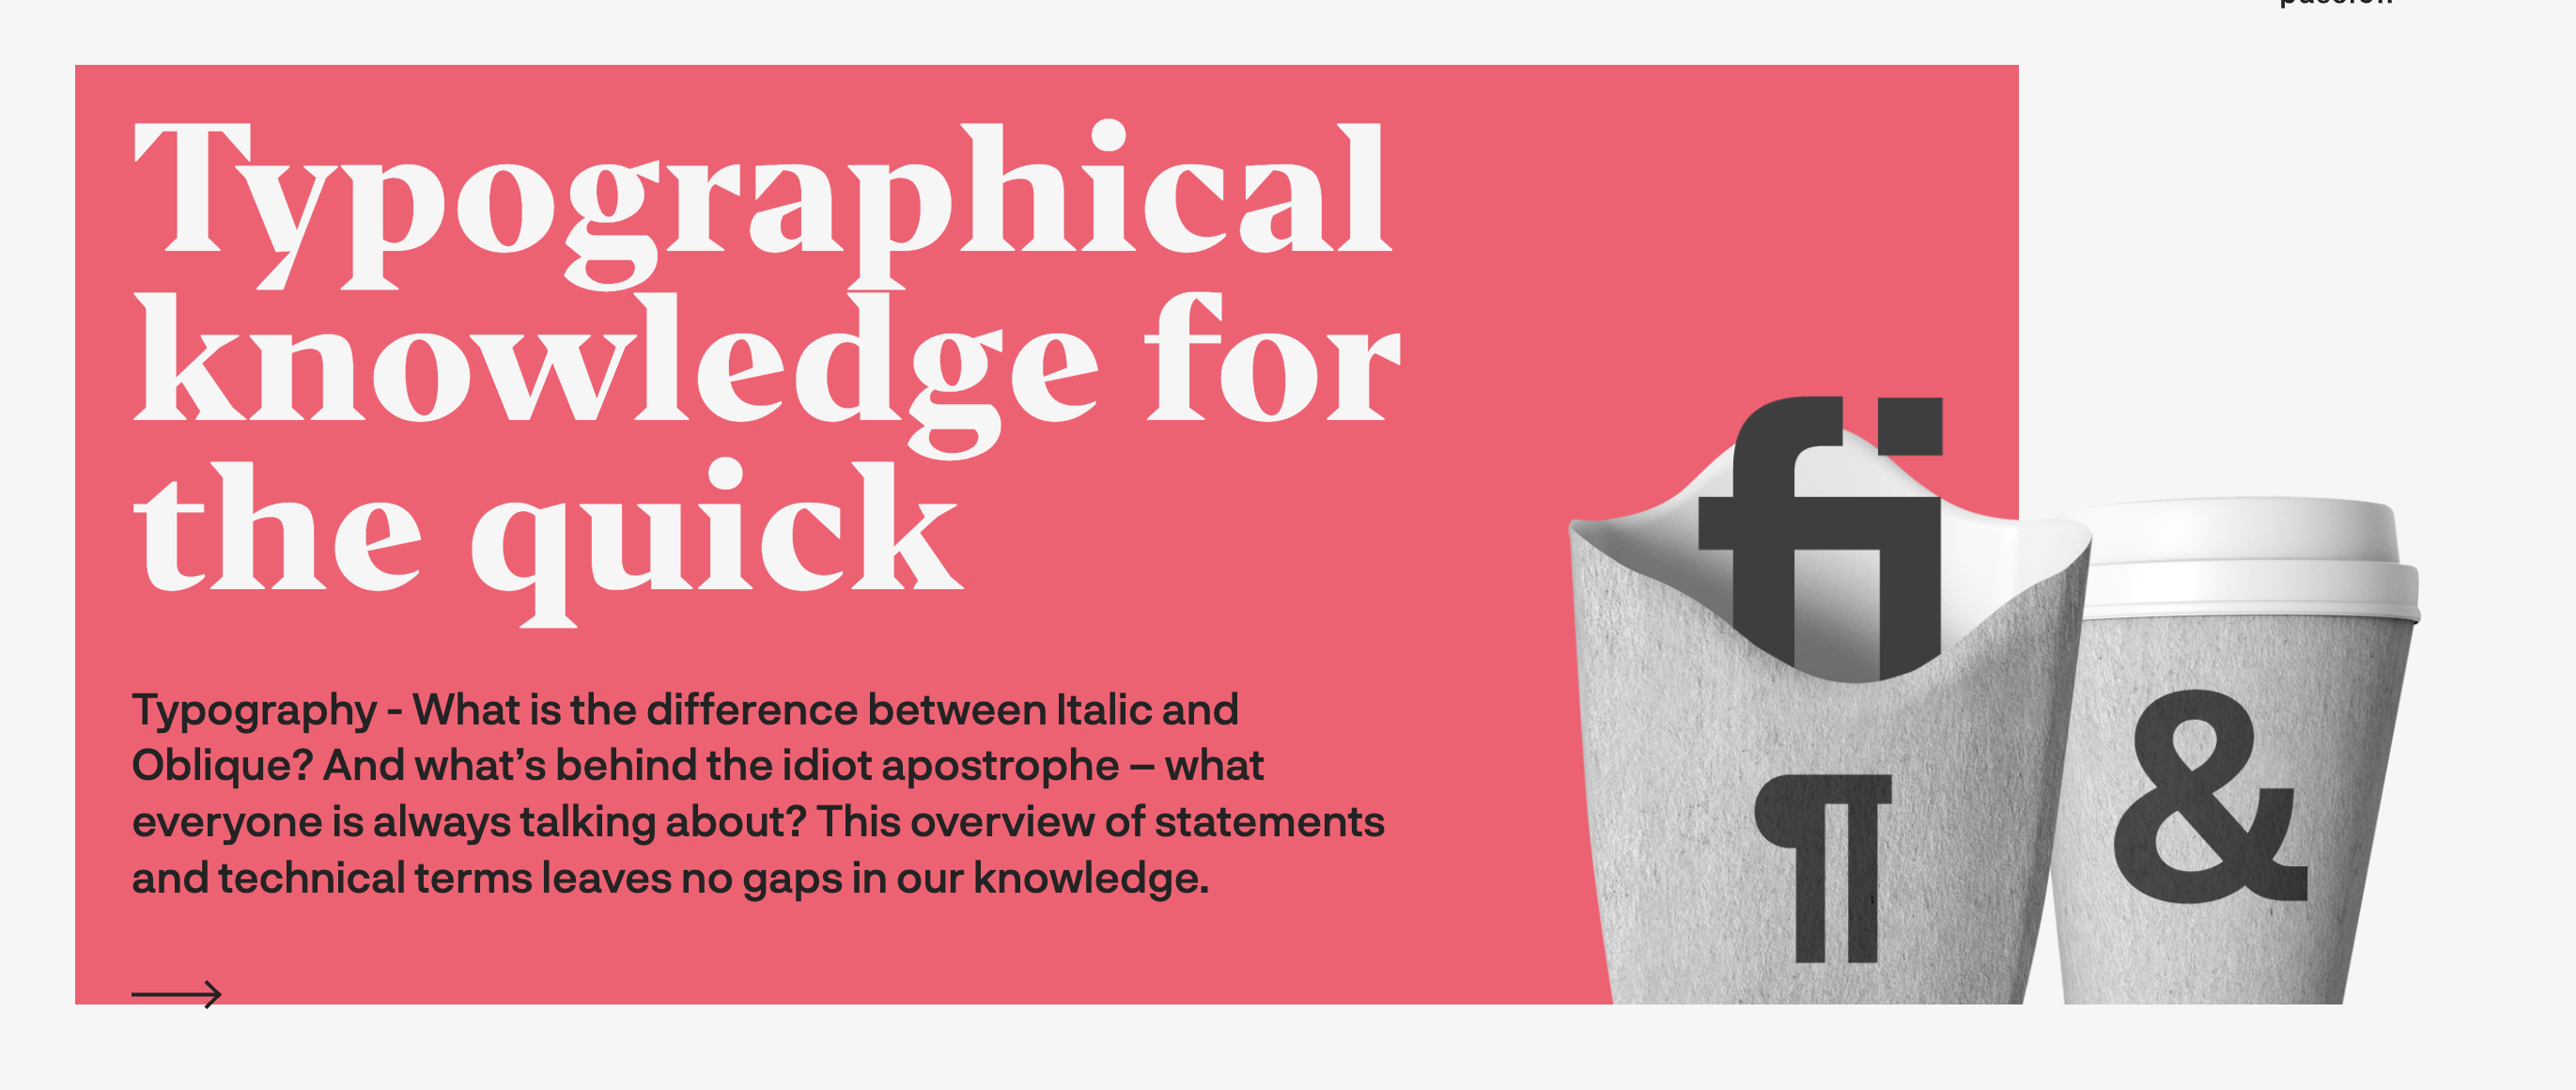 Typographical
knowledge for
the quick
Typography - What is the difference between Italic and
Oblique? And what’s behind the idiot apostrophe – what
everyone is always talking about? This overview of statements
and technical terms leaves no gaps in our knowledge.
fi
¶
&